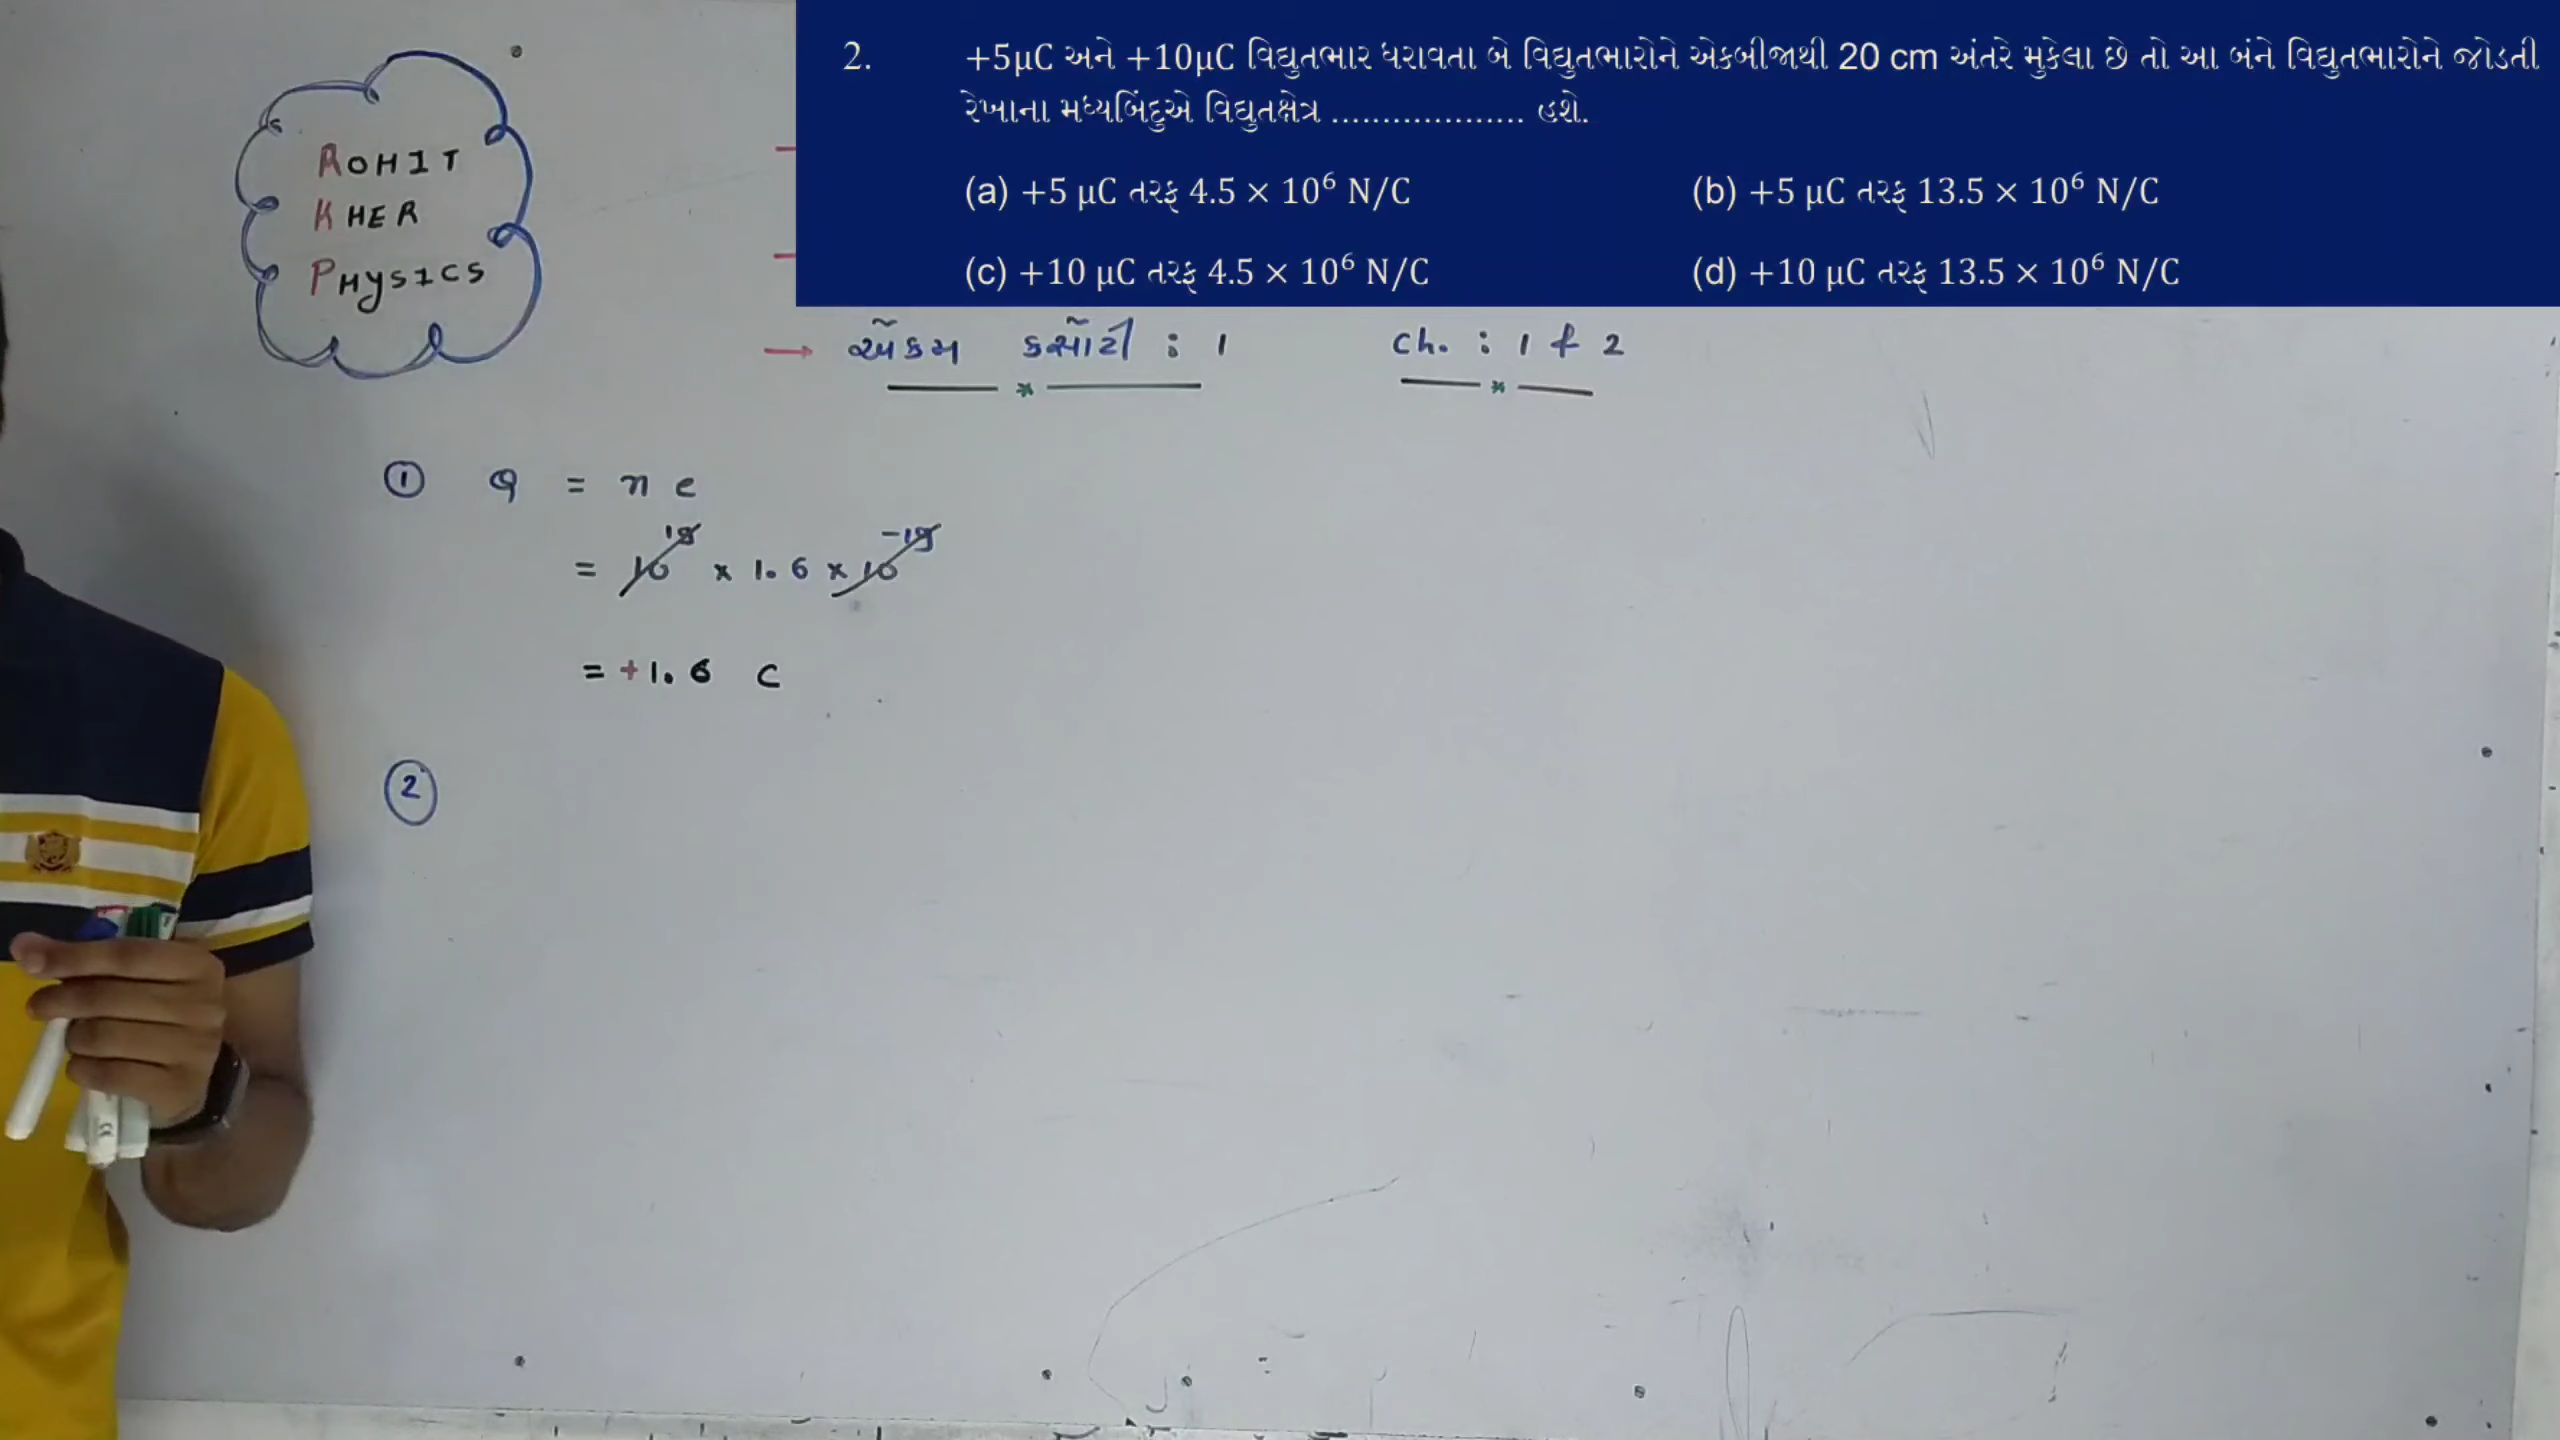 ROHIT
KHER
PHYSICS
2. +5μC અને +10μC વિદ્યુતભાર ધરાવતા બે વિદ્યુતભારોને એકબીજાથી 20 cm અંતરે મુકેલા છે તો આ બંને વિદ્યુતભારોને જોડતી
રેખાના મધ્યબિંદુએ વિદ્યુતક્ષેત્ર ................... હશે.
(a) +5 μC તરફ 4.5 × 10⁶ N/C (b) +5 μC તરફ 13.5 × 10⁶ N/C
(c) +10 μC તરફ 4.5 × 10⁶ N/C (d) +10 μC તરફ 13.5 × 10⁶ N/C
→ એકમ કસોટી : 1 Ch. : 1 & 2
① Q = n e
= 10¹⁹ × 1.6 × 10⁻¹⁹
= +1.6 C
②